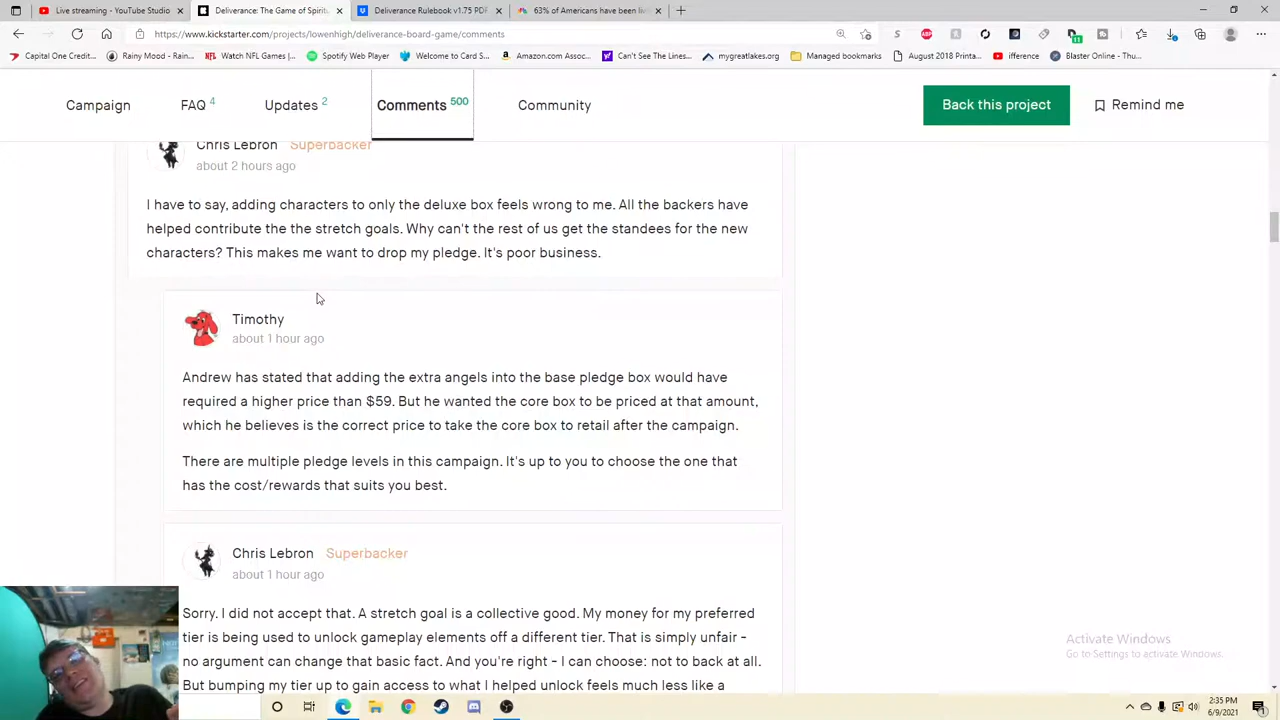 Live streaming - YouTube Studio
Deliverance: The Game of Spirit
Deliverance Rulebook v1.75 PDF
63% of Americans have been liv
https://www.kickstarter.com/projects/lowenhigh/deliverance-board-game/comments
Capital One Credit...
Rainy Mood - Rain...
Watch NFL Games |...
Spotify Web Player
Welcome to Card S...
Amazon.com: Amaz...
Can't See The Lines...
mygreatlakes.org
Managed bookmarks
August 2018 Printa...
ifference
Blaster Online - Thu...
Campaign
FAQ 4
Updates 2
Comments 500
Community
Back this project
Remind me
Chris Lebron Superbacker
about 2 hours ago
I have to say, adding characters to only the deluxe box feels wrong to me. All the backers have
helped contribute the the stretch goals. Why can't the rest of us get the standees for the new
characters? This makes me want to drop my pledge. It's poor business.
Timothy
about 1 hour ago
Andrew has stated that adding the extra angels into the base pledge box would have
required a higher price than $59. But he wanted the core box to be priced at that amount,
which he believes is the correct price to take the core box to retail after the campaign.
There are multiple pledge levels in this campaign. It's up to you to choose the one that
has the cost/rewards that suits you best.
Chris Lebron Superbacker
about 1 hour ago
Sorry. I did not accept that. A stretch goal is a collective good. My money for my preferred
tier is being used to unlock gameplay elements off a different tier. That is simply unfair -
no argument can change that basic fact. And you're right - I can choose: not to back at all.
But bumping my tier up to gain access to what I helped unlock feels much less like a
Activate Windows
Go to Settings to activate Windows.
2:35 PM
6/9/2021